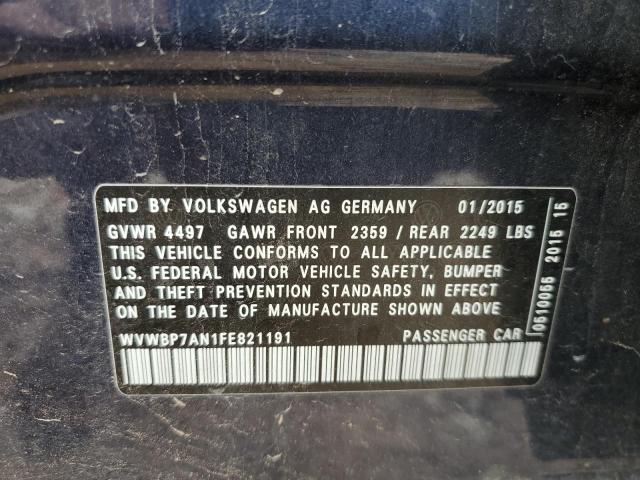 MFD BY VOLKSWAGEN AG GERMANY 01/2015
GVWR 4497 GAWR FRONT 2359 / REAR 2249 LBS
THIS VEHICLE CONFORMS TO ALL APPLICABLE
U.S. FEDERAL MOTOR VEHICLE SAFETY, BUMPER
AND THEFT PREVENTION STANDARDS IN EFFECT
ON THE DATE OF MANUFACTURE SHOWN ABOVE
WVWBP7AN1FE821191 PASSENGER CAR
0510055 2015 15